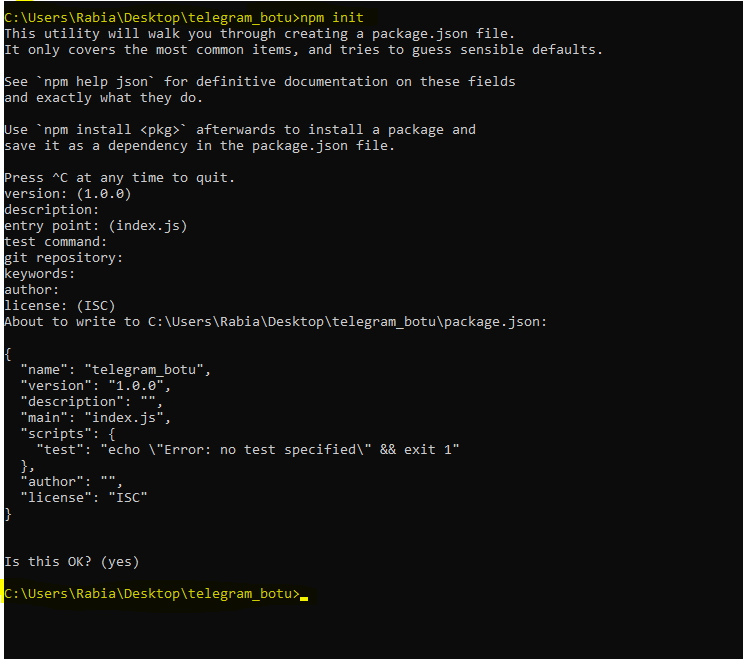 C:\Users\Rabia\Desktop\telegram_botu>npm init
This utility will walk you through creating a package.json file.
It only covers the most common items, and tries to guess sensible defaults.
See `npm help json` for definitive documentation on these fields
and exactly what they do.
Use `npm install <pkg>` afterwards to install a package and
save it as a dependency in the package.json file.
Press ^C at any time to quit.
version: (1.0.0)
description:
entry point: (index.js)
test command:
git repository:
keywords:
author:
license: (ISC)
About to write to C:\Users\Rabia\Desktop\telegram_botu\package.json:
{
  "name": "telegram_botu",
  "version": "1.0.0",
  "description": "",
  "main": "index.js",
  "scripts": {
    "test": "echo \"Error: no test specified\" && exit 1"
  },
  "author": "",
  "license": "ISC"
}
Is this OK? (yes)
C:\Users\Rabia\Desktop\telegram_botu>